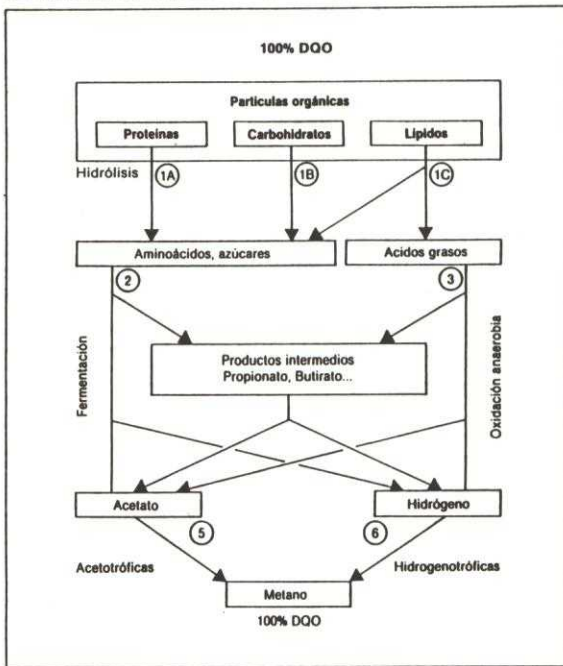 100% DQO
Partículas orgánicas
Proteínas
Carbohidratos
Lípidos
Hidrólisis
1A
1B
1C
Aminoácidos, azúcares
Acidos grasos
2
3
Fermentación
Productos intermedios
Propionato, Butirato...
Oxidación anaerobia
Acetato
Hidrógeno
5
6
Acetotróficas
Hidrogenotróficas
Metano
100% DQO